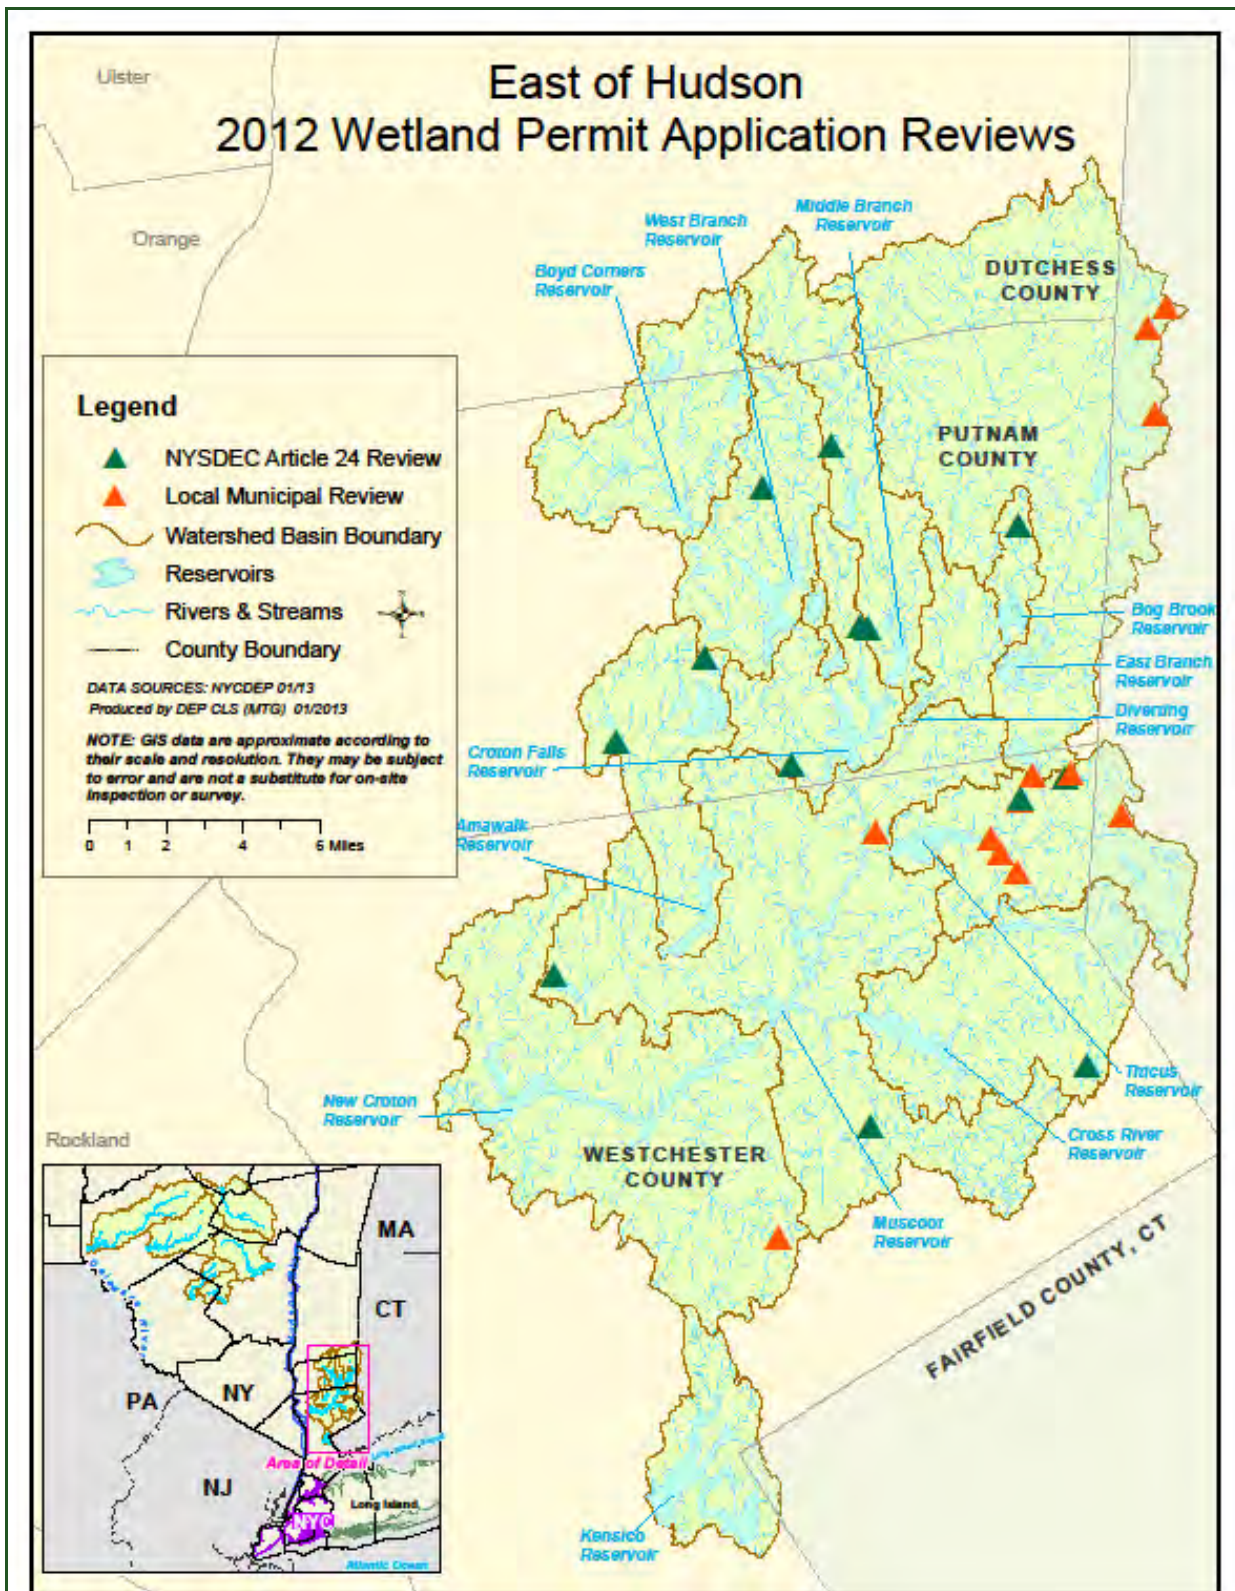 East of Hudson
2012 Wetland Permit Application Reviews
Ulster
Orange
West Branch
Reservoir
Middle Branch
Reservoir
Boyd Corners
Reservoir
DUTCHESS
COUNTY
PUTNAM
COUNTY
Legend
NYSDEC Article 24 Review
Local Municipal Review
Watershed Basin Boundary
Reservoirs
Rivers & Streams
County Boundary
DATA SOURCES: NYCDEP 01/13
Produced by DEP CLS (MTG) 01/2013
NOTE: GIS data are approximate according to
their scale and resolution. They may be subject
to error and are not a substitute for on-site
inspection or survey.
0 1 2 4 6 Miles
Bog Brook
Reservoir
East Branch
Reservoir
Diverting
Reservoir
Croton Falls
Reservoir
Amawalk
Reservoir
Titicus
Reservoir
New Croton
Reservoir
Cross River
Reservoir
Rockland
WESTCHESTER
COUNTY
Muscoot
Reservoir
FAIRFIELD COUNTY, CT
Kensico
Reservoir
MA
CT
NY
PA
NJ
Area of Detail
Long Island
NYC
Atlantic Ocean